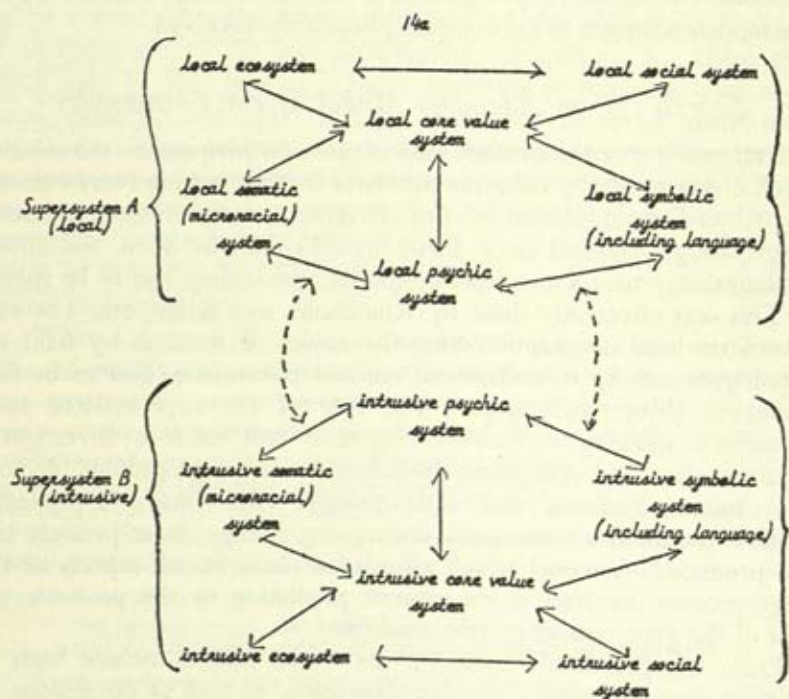 14a
Local ecosystem
Local social system
Local core value
system
Local somatic
(microracial)
system
Local symbolic
system
(including language)
Supersystem A
(local)
Local psychic
system
intrusive psychic
system
Supersystem B
(intrusive)
intrusive somatic
(microracial)
system
intrusive symbolic
system
(including language)
intrusive core value
system
intrusive ecosystem
intrusive social
system